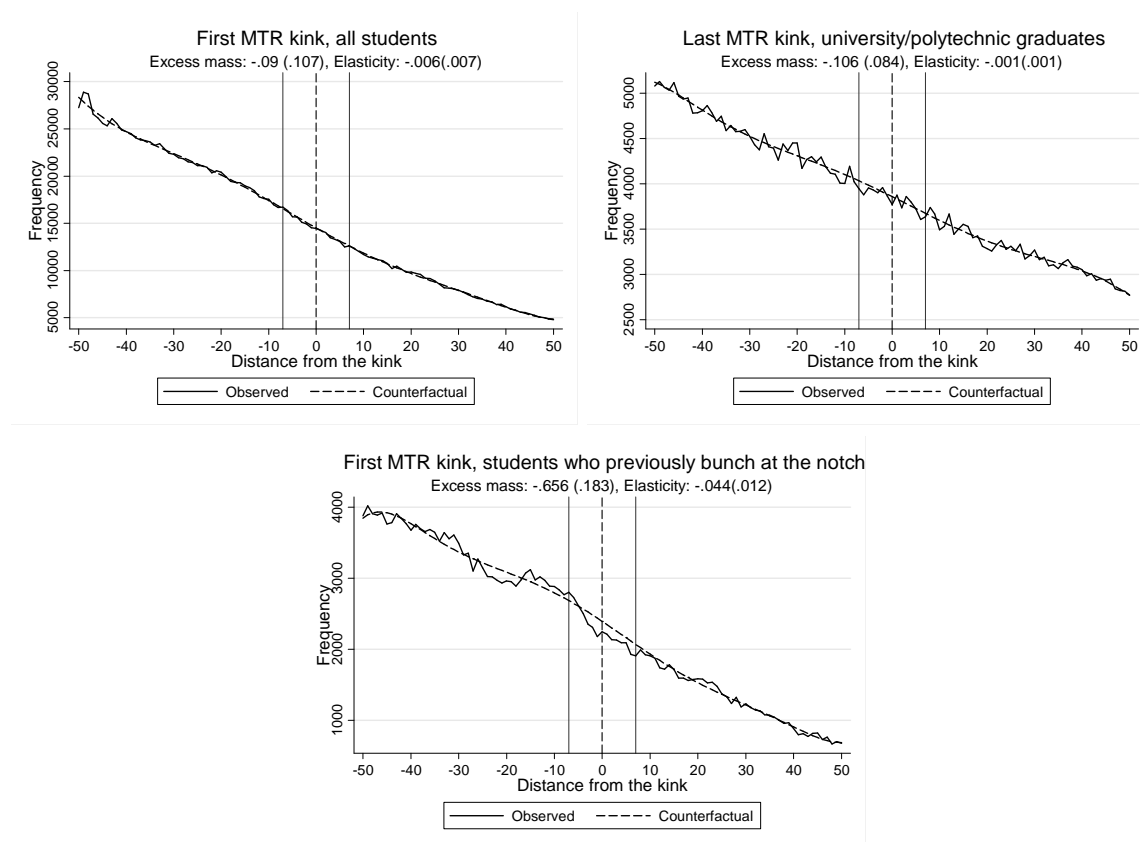 First MTR kink, all students
Excess mass: -.09 (.107), Elasticity: -.006(.007)
Frequency
30000
25000
20000
15000
10000
5000
-50 -40 -30 -20 -10 0 10 20 30 40 50
Distance from the kink
Observed Counterfactual
Last MTR kink, university/polytechnic graduates
Excess mass: -.106 (.084), Elasticity: -.001(.001)
Frequency
5000
4500
4000
3500
3000
2500
-50 -40 -30 -20 -10 0 10 20 30 40 50
Distance from the kink
Observed Counterfactual
First MTR kink, students who previously bunch at the notch
Excess mass: -.656 (.183), Elasticity: -.044(.012)
Frequency
4000
3000
2000
1000
-50 -40 -30 -20 -10 0 10 20 30 40 50
Distance from the kink
Observed Counterfactual